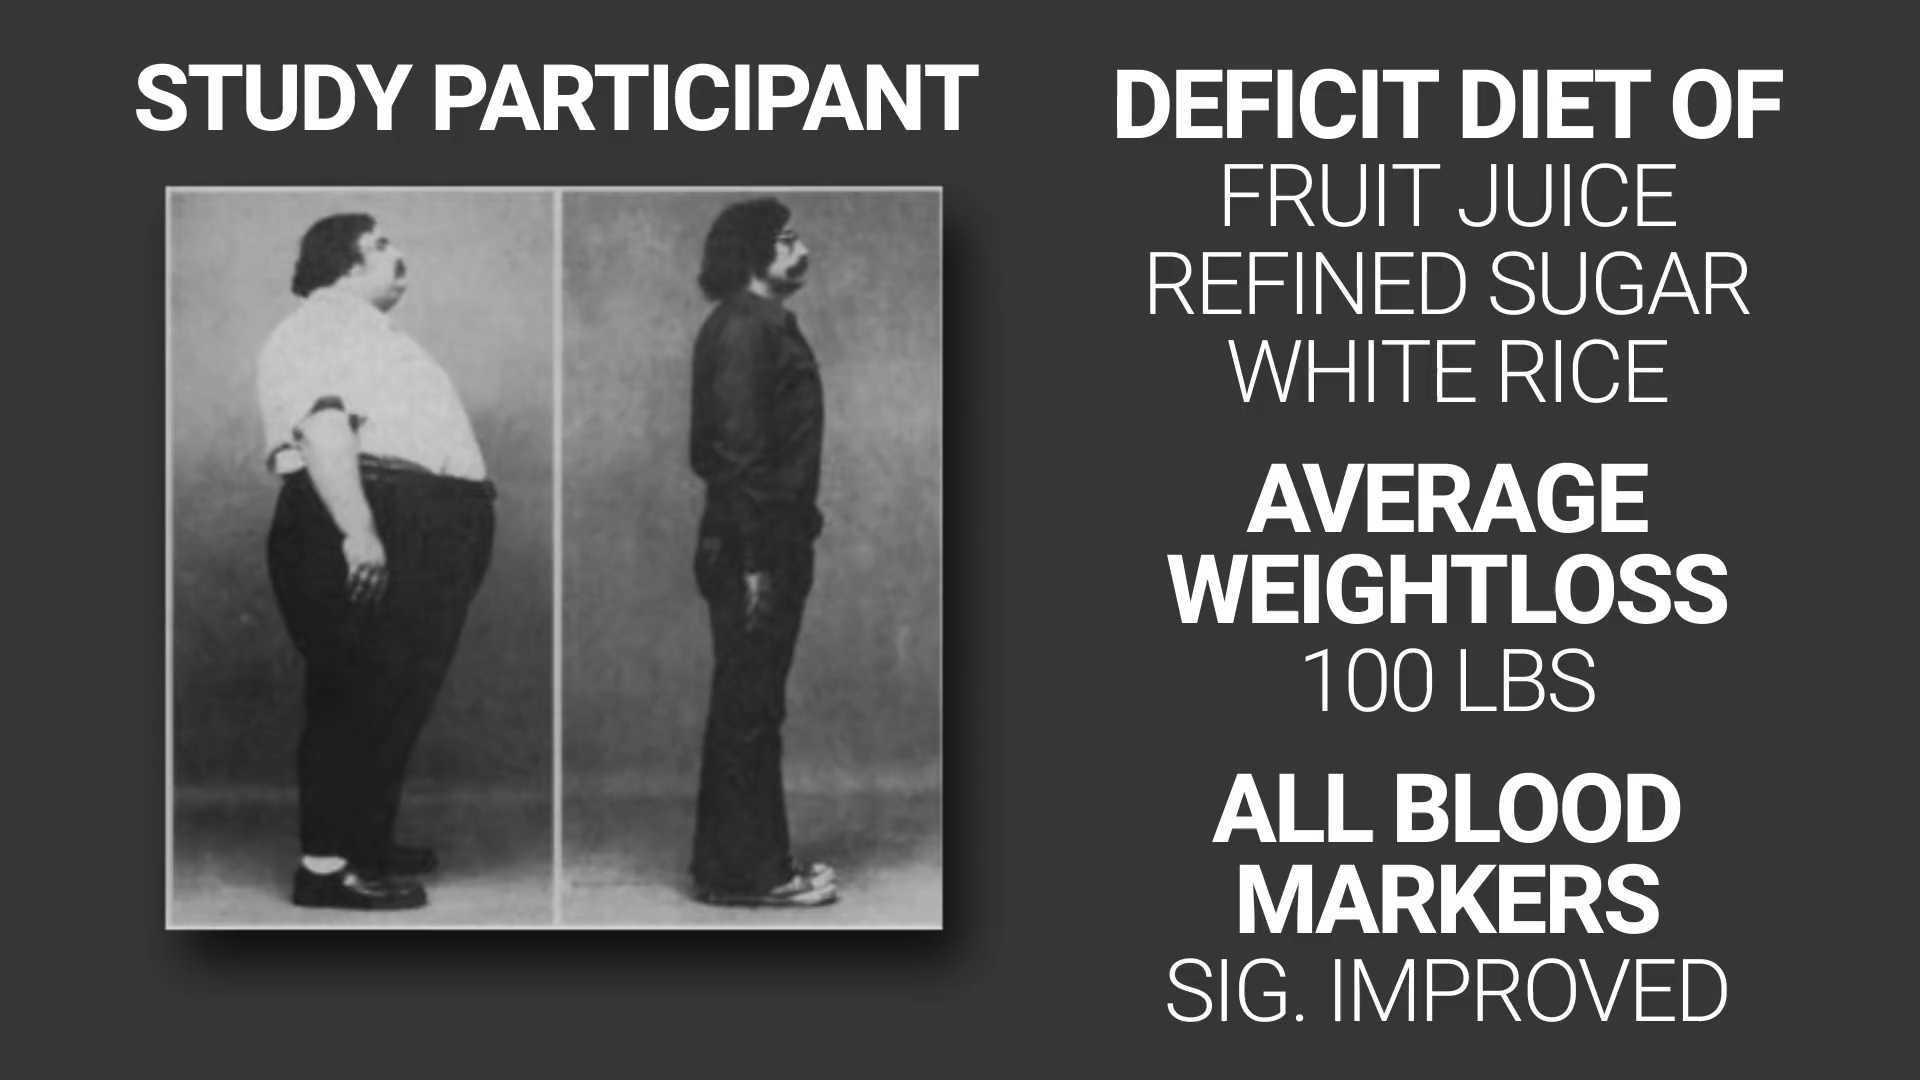 STUDY PARTICIPANT
DEFICIT DIET OF
FRUIT JUICE
REFINED SUGAR
WHITE RICE
AVERAGE
WEIGHTLOSS
100 LBS
ALL BLOOD
MARKERS
SIG. IMPROVED